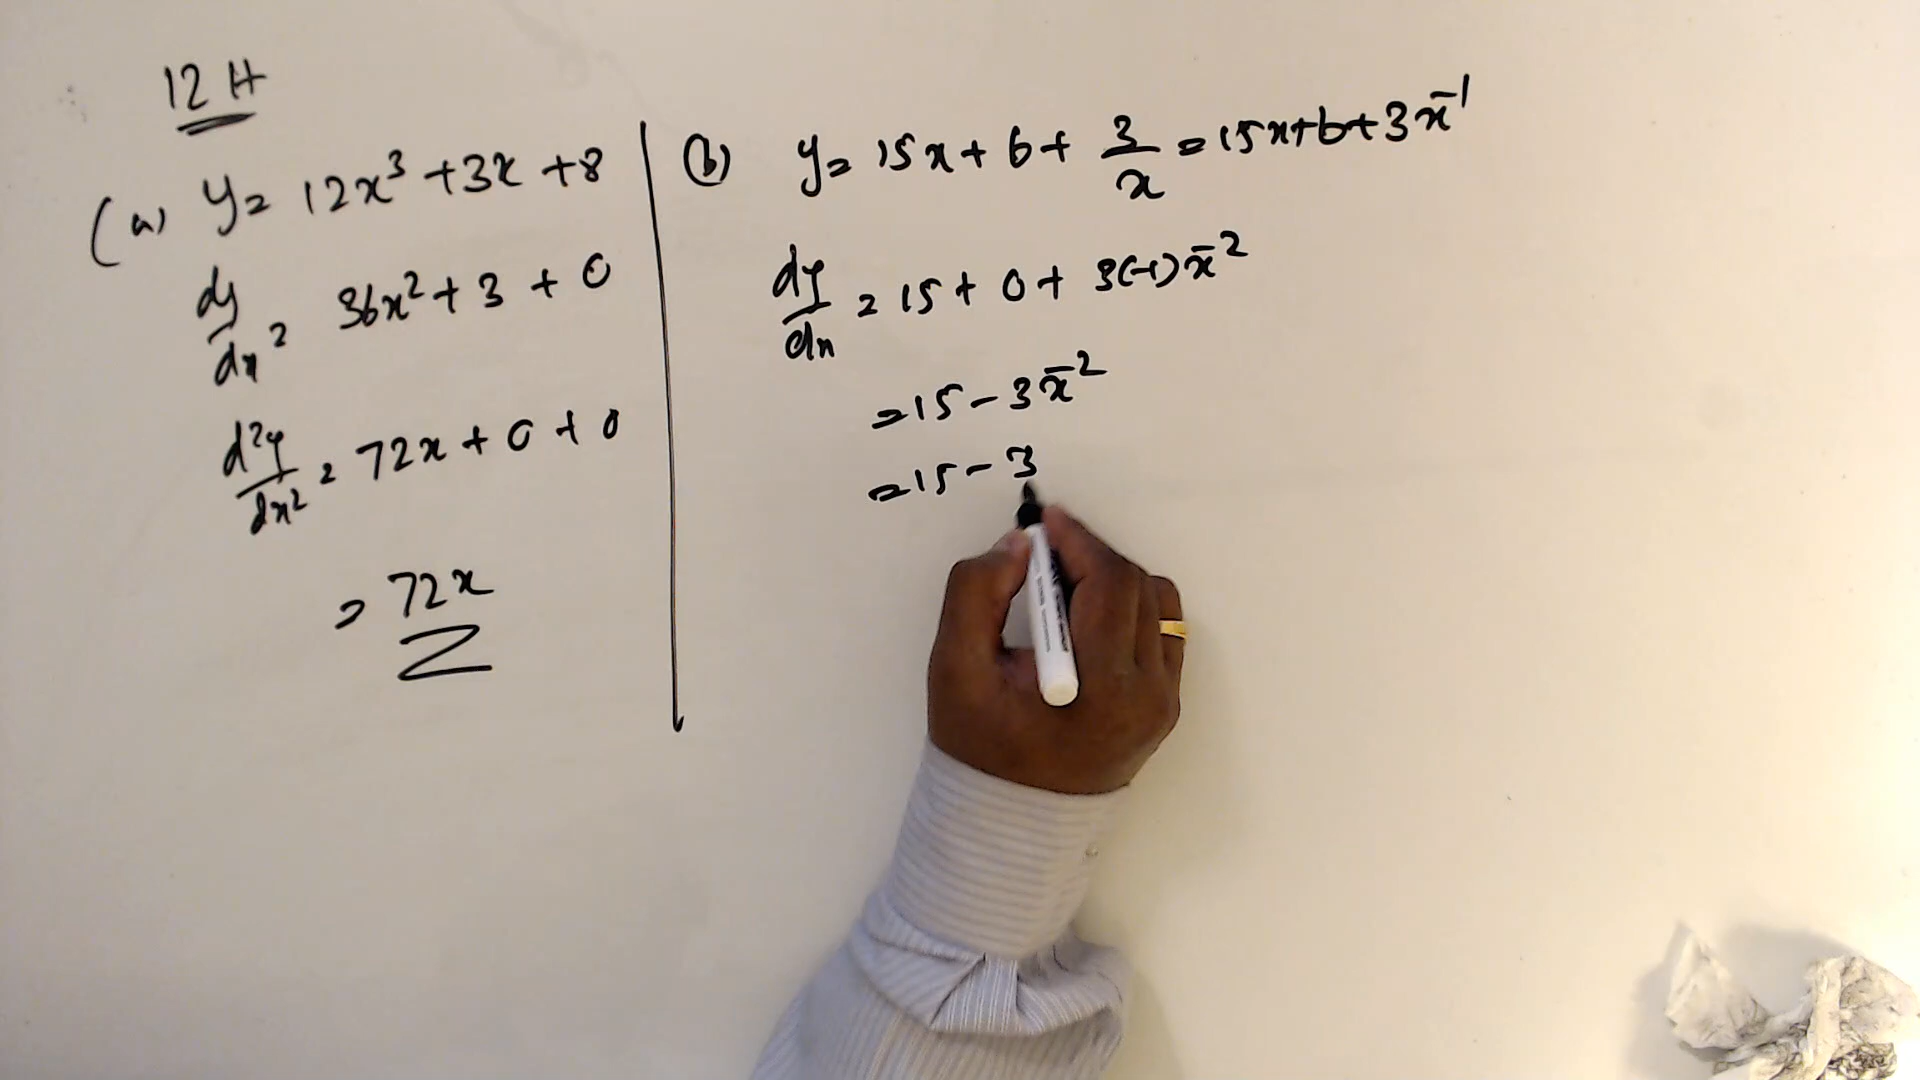 12 H
(a) y = 12x³ + 3x + 8
dy/dx = 36x² + 3 + 0
d²y/dx² = 72x + 0 + 0
= 72x
(b) y = 15x + 6 + 3/x = 15x + 6 + 3x⁻¹
dy/dx = 15 + 0 + 3(-1)x⁻²
= 15 - 3x⁻²
= 15 - 3